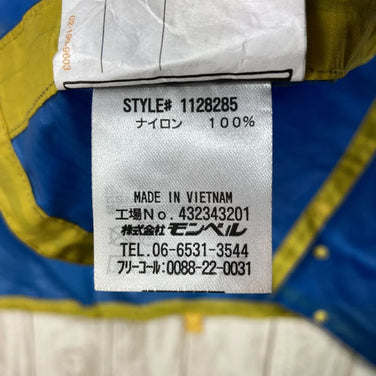 STYLE# 1128285
ナイロン 100%
MADE IN VIETNAM
工場No. 432343201
株式会社 モンベル
TEL. 06-6531-3544
フリーコール: 0088-22-0031